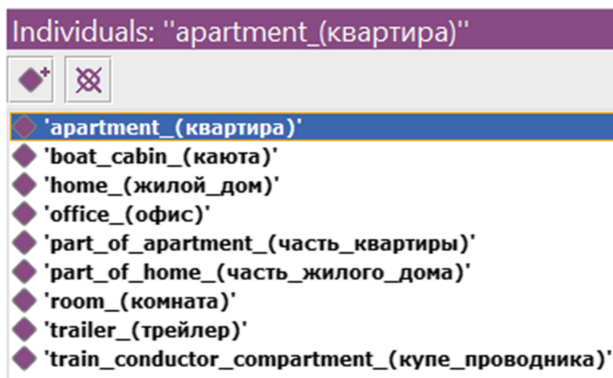 Individuals: "apartment_(квартира)"
'apartment_(квартира)'
'boat_cabin_(каюта)'
'home_(жилой_дом)'
'office_(офис)'
'part_of_apartment_(часть_квартиры)'
'part_of_home_(часть_жилого_дома)'
'room_(комната)'
'trailer_(трейлер)'
'train_conductor_compartment_(купе_проводника)'